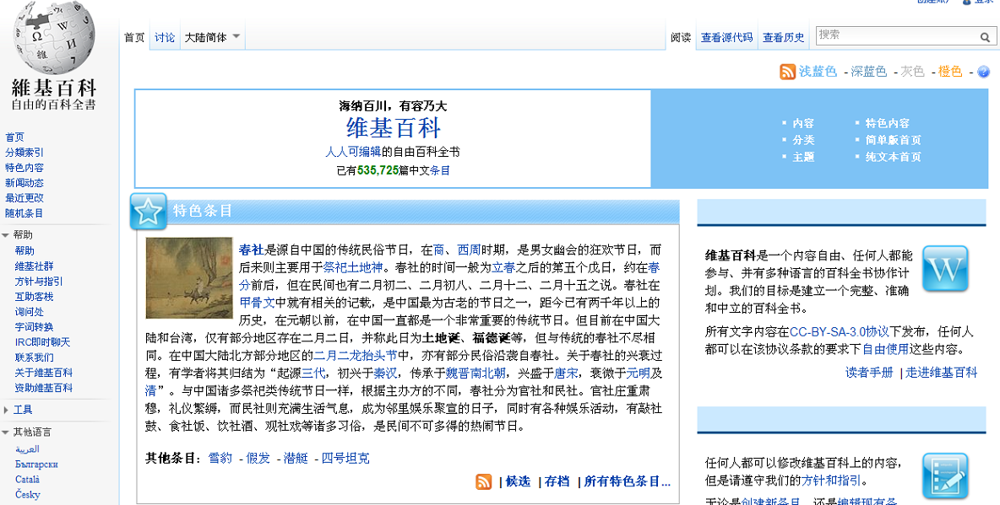 创建账户 登录
維基百科
自由的百科全書
首页 讨论 大陆简体 阅读 查看源代码 查看历史 搜索
浅蓝色 - 深蓝色 - 灰色 - 橙色 -
首页
分類索引
特色内容
新闻动态
最近更改
随机条目
帮助
帮助
维基社群
方针与指引
互助客栈
询问处
字词转换
IRC即时聊天
联系我们
关于维基百科
资助维基百科
工具
其他语言
العربية
Български
Català
Česky
海纳百川，有容乃大
维基百科
人人可编辑的自由百科全书
已有535,725篇中文条目
内容
分类
主题
特色内容
简单版首页
纯文本首页
特色条目
春社是源自中国的传统民俗节日，在商、西周时期，是男女幽会的狂欢节日，而
后来则主要用于祭祀土地神。春社的时间一般为立春之后的第五个戊日，约在春
分前后，但在民间也有二月初二、二月初八、二月十二、二月十五之说。春社在
甲骨文中就有相关的记载，是中国最为古老的节日之一，距今已有两千年以上的
历史，在元朝以前，在中国一直都是一个非常重要的传统节日。但目前在中国大
陆和台湾，仅有部分地区存在二月二日，并称此日为土地诞、福德诞等，但与传统的春社不尽相
同。在中国大陆北方部分地区的二月二龙抬头节中，亦有部分民俗沿袭自春社。关于春社的兴衰过
程，有学者将其归结为“起源三代，初兴于秦汉，传承于魏晋南北朝，兴盛于唐宋，衰微于元明及
清”。与中国诸多祭祀类传统节日一样，根据主办方的不同，春社分为官社和民社。官社庄重肃
穆，礼仪繁缛，而民社则充满生活气息，成为邻里娱乐聚宣的日子，同时有各种娱乐活动，有敲社
鼓、食社饭、饮社酒、观社戏等诸多习俗，是民间不可多得的热闹节日。
其他条目：雪豹 - 假发 - 潜艇 - 四号坦克
| 候选 | 存档 | 所有特色条目...
维基百科是一个内容自由、任何人都能
参与、并有多种语言的百科全书协作计
划。我们的目标是建立一个完整、准确
和中立的百科全书。
所有文字内容在CC-BY-SA-3.0协议下发布，任何人
都可以在该协议条款的要求下自由使用这些内容。
读者手册 | 走进维基百科
任何人都可以修改维基百科上的内容，
但是请遵守我们的方针和指引。
无论是创建新条目，还是编辑现有条